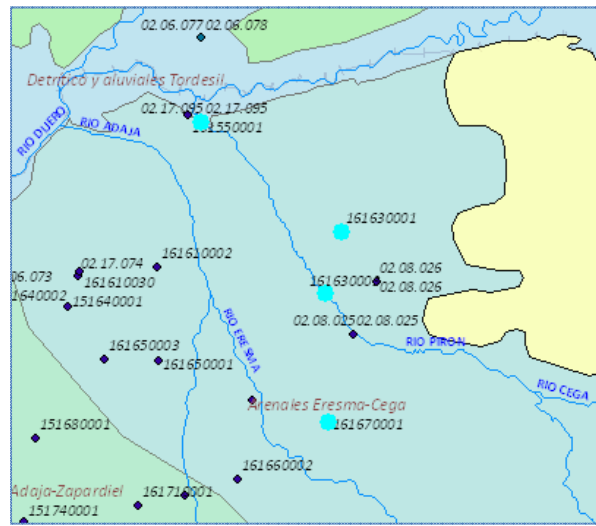 02.06.077 02.06.078
Detrítico y aluviales Tordesil
02.17.095 02.17.095
RIO DUERO
RIO ADAJA
161630001
02.17.074
161610002
02.08.026
06.073
161610030
02.08.026
1640002
151640001
02.08.025 02.08.025
RIO ERESMA
RIO PIRON
161650003
161650001
RIO CEGA
Arenales Eresma-Cega
161670001
151680001
161660002
Adaja-Zapardiel
161710001
151740001